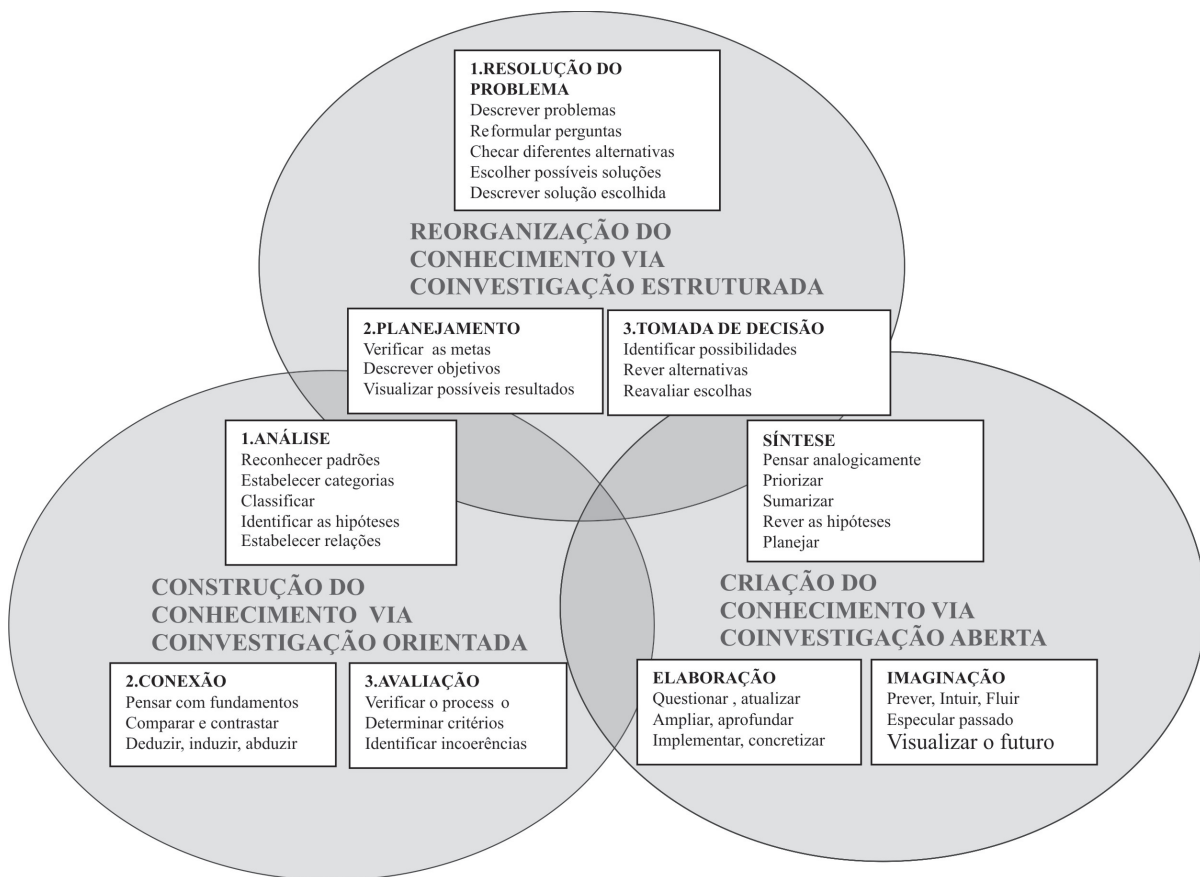 1.RESOLUÇÃO DO
PROBLEMA
Descrever problemas
Reformular perguntas
Checar diferentes alternativas
Escolher possíveis soluções
Descrever solução escolhida
REORGANIZAÇÃO DO
CONHECIMENTO VIA
COINVESTIGAÇÃO ESTRUTURADA
2.PLANEJAMENTO
Verificar as metas
Descrever objetivos
Visualizar possíveis resultados
3.TOMADA DE DECISÃO
Identificar possibilidades
Rever alternativas
Reavaliar escolhas
1.ANÁLISE
Reconhecer padrões
Estabelecer categorias
Classificar
Identificar as hipóteses
Estabelecer relações
SÍNTESE
Pensar analogicamente
Priorizar
Sumarizar
Rever as hipóteses
Planejar
CONSTRUÇÃO DO
CONHECIMENTO VIA
COINVESTIGAÇÃO ORIENTADA
CRIAÇÃO DO
CONHECIMENTO VIA
COINVESTIGAÇÃO ABERTA
2.CONEXÃO
Pensar com fundamentos
Comparar e contrastar
Deduzir, induzir, abduzir
3.AVALIAÇÃO
Verificar o process o
Determinar critérios
Identificar incoerências
ELABORAÇÃO
Questionar , atualizar
Ampliar, aprofundar
Implementar, concretizar
IMAGINAÇÃO
Prever, Intuir, Fluir
Especular passado
Visualizar o futuro